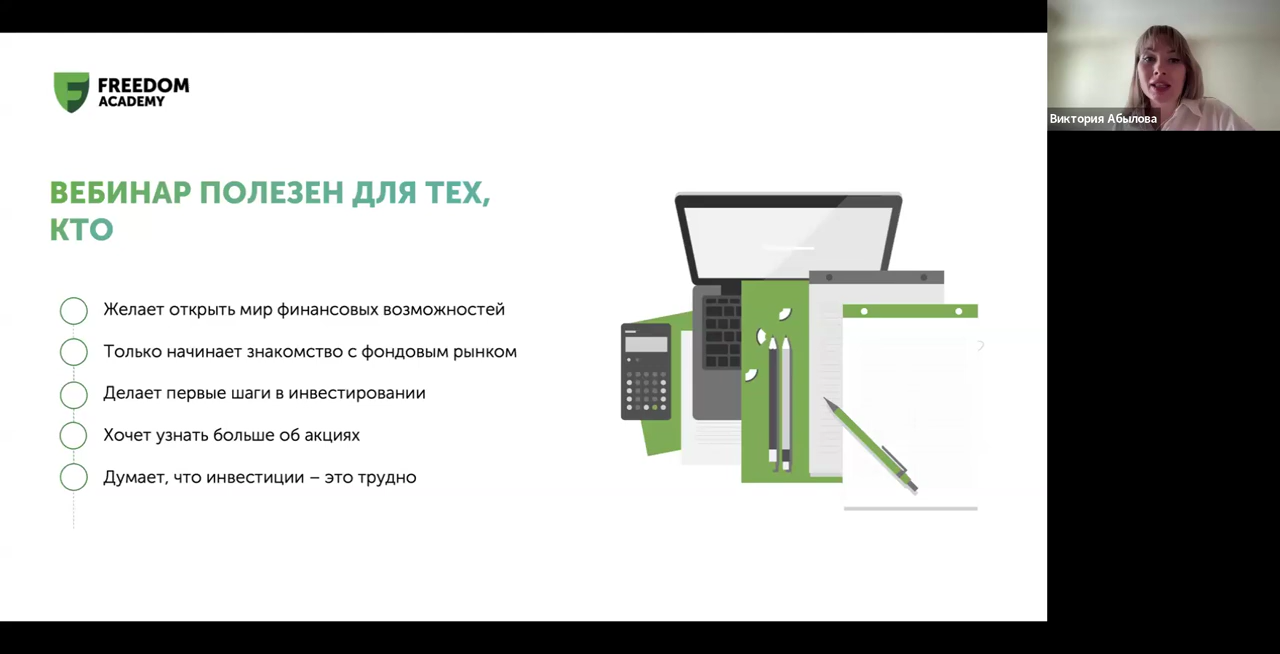 FREEDOM
ACADEMY
Виктория Абылова
ВЕБИНАР ПОЛЕЗЕН ДЛЯ ТЕХ,
КТО
Желает открыть мир финансовых возможностей
Только начинает знакомство с фондовым рынком
Делает первые шаги в инвестировании
Хочет узнать больше об акциях
Думает, что инвестиции – это трудно